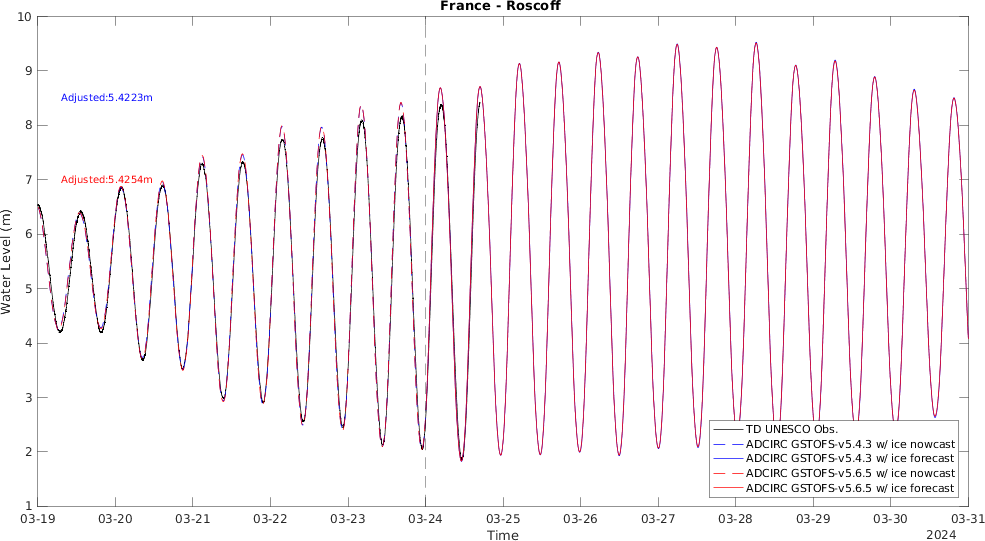 France - Roscoff
10
9
8
7
6
5
4
3
2
1
Water Level (m)
Adjusted:5.4223m
Adjusted:5.4254m
TD UNESCO Obs.
ADCIRC GSTOFS-v5.4.3 w/ ice nowcast
ADCIRC GSTOFS-v5.4.3 w/ ice forecast
ADCIRC GSTOFS-v5.6.5 w/ ice nowcast
ADCIRC GSTOFS-v5.6.5 w/ ice forecast
03-19 03-20 03-21 03-22 03-23 03-24 03-25 03-26 03-27 03-28 03-29 03-30 03-31
Time
2024